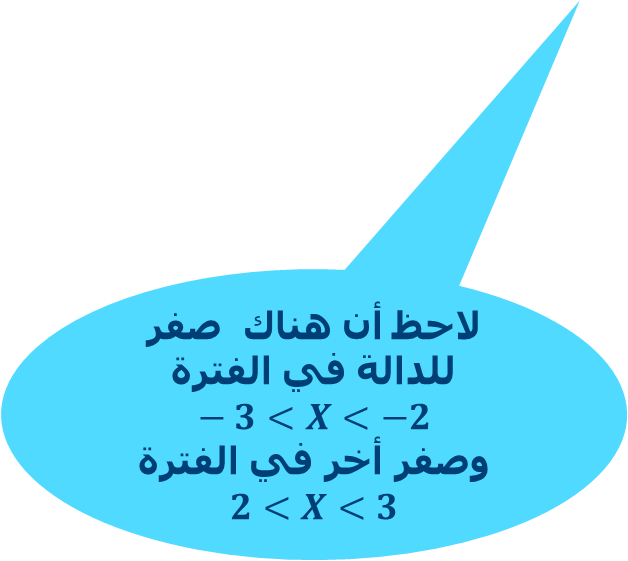 لاحظ أن هناك صفر
للدالة في الفترة
− 3 < X < −2
وصفر أخر في الفترة
2 < X < 3